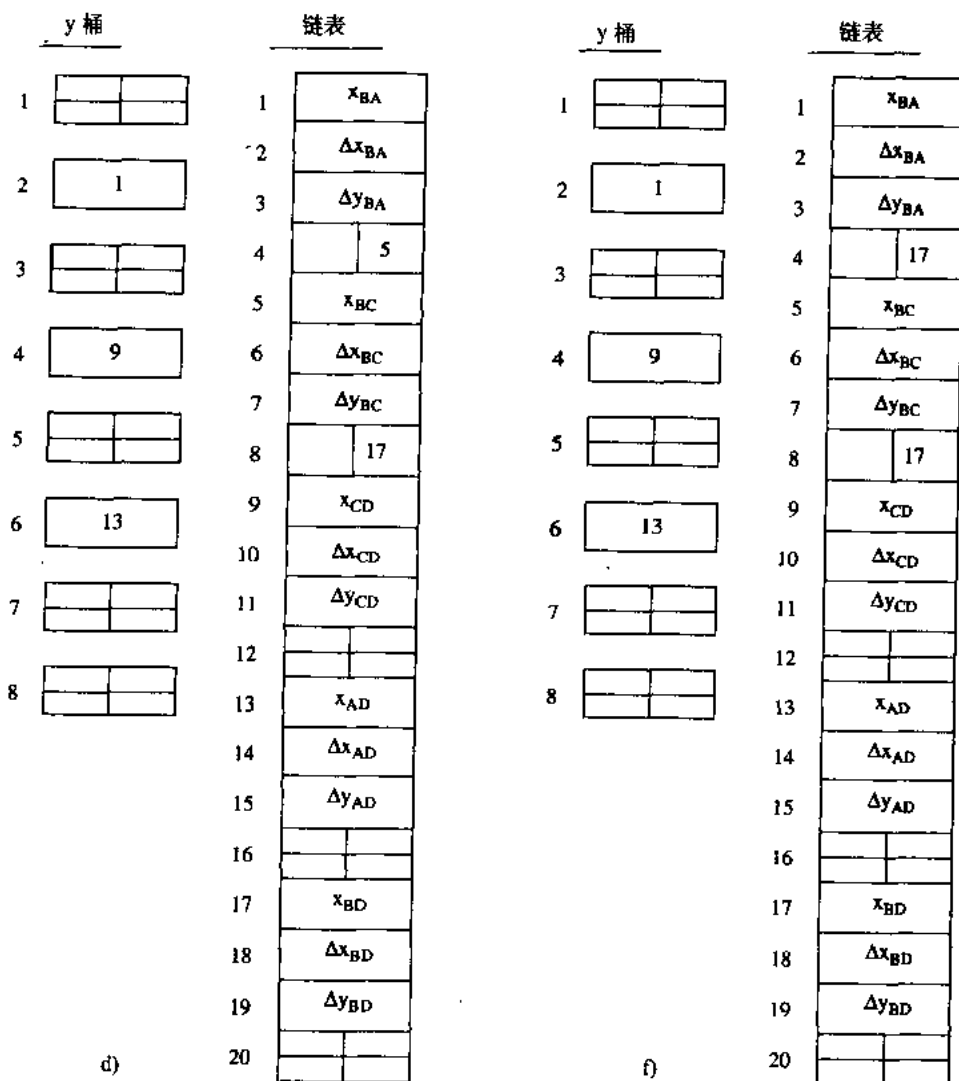 y 桶
1
2 1
3
4 9
5
6 13
7
8
链表
1 x_BA
2 Δx_BA
3 Δy_BA
4 5
5 x_BC
6 Δx_BC
7 Δy_BC
8 17
9 x_CD
10 Δx_CD
11 Δy_CD
12
13 x_AD
14 Δx_AD
15 Δy_AD
16
17 x_BD
18 Δx_BD
19 Δy_BD
20
d)
y 桶
1
2 1
3
4 9
5
6 13
7
8
链表
1 x_BA
2 Δx_BA
3 Δy_BA
4 17
5 x_BC
6 Δx_BC
7 Δy_BC
8 17
9 x_CD
10 Δx_CD
11 Δy_CD
12
13 x_AD
14 Δx_AD
15 Δy_AD
16
17 x_BD
18 Δx_BD
19 Δy_BD
20
f)